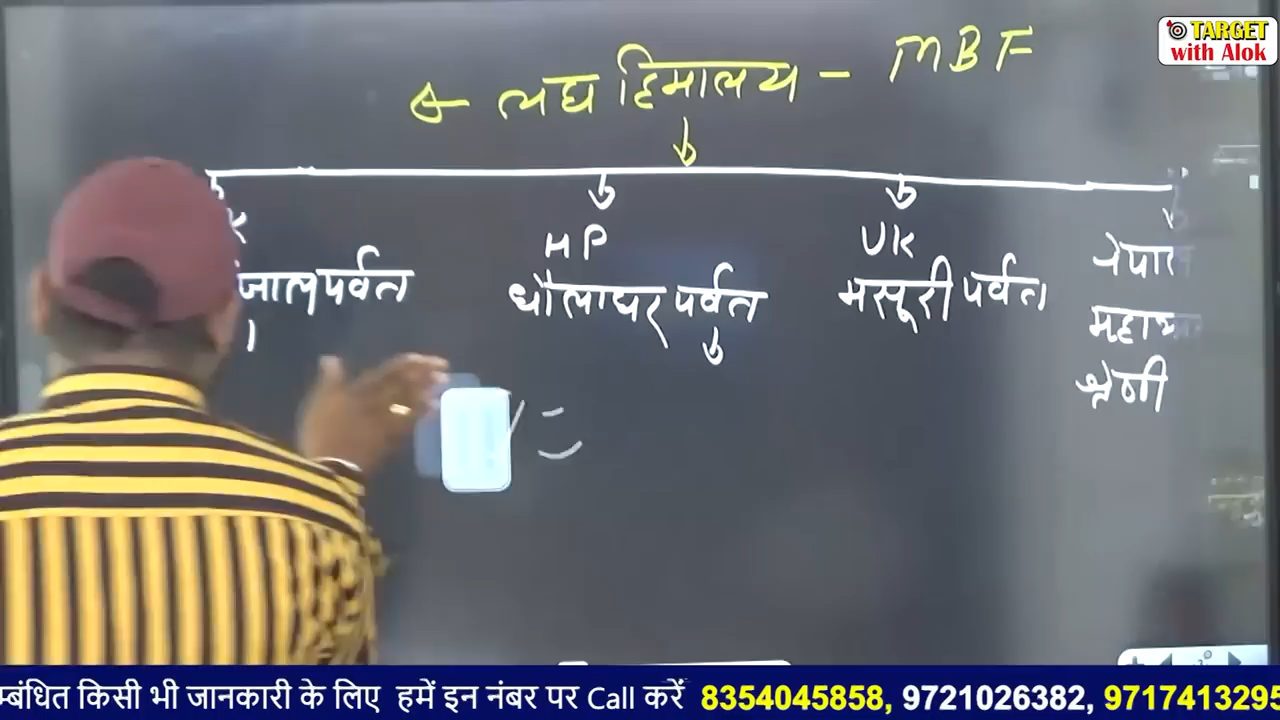 TARGET
with Alok
लघु हिमालय - MBF
HP
UK
जालपर्वत
धौलाधर पर्वत
मसूरी पर्वत
श्रेणी
म्बंधित किसी भी जानकारी के लिए हमें इन नंबर पर Call करें 8354045858, 9721026382, 9717413295